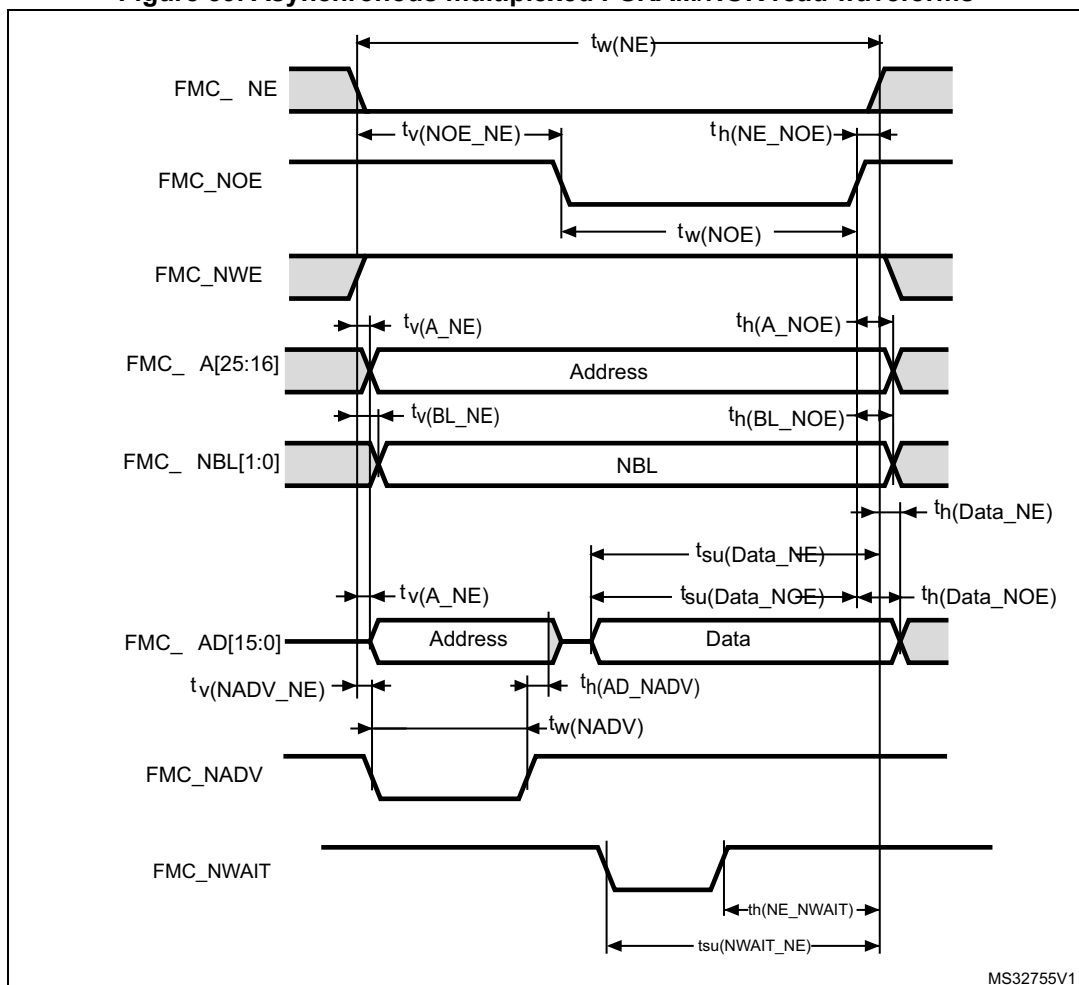 Figure 55. Asynchronous multiplexed PSRAM/NOR read waveforms
tw(NE)
FMC_ NE
tv(NOE_NE)
th(NE_NOE)
FMC_NOE
tw(NOE)
FMC_NWE
tv(A_NE)
th(A_NOE)
FMC_ A[25:16]
Address
tv(BL_NE)
th(BL_NOE)
FMC_ NBL[1:0]
NBL
th(Data_NE)
tsu(Data_NE)
tv(A_NE)
tsu(Data_NOE)
th(Data_NOE)
FMC_ AD[15:0]
Address
Data
tv(NADV_NE)
th(AD_NADV)
tw(NADV)
FMC_NADV
FMC_NWAIT
th(NE_NWAIT)
tsu(NWAIT_NE)
MS32755V1